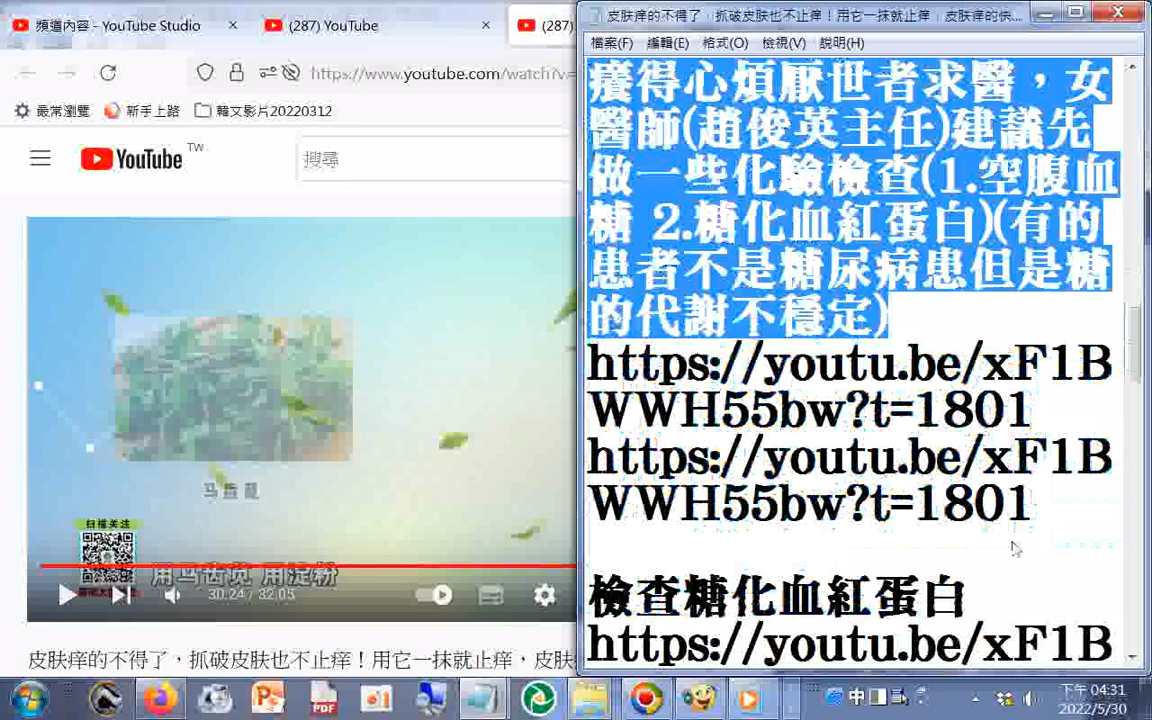 頻道內容 - YouTube Studio
(287) YouTube
(287)
https://www.youtube.com/watch?v=
最常瀏覽
新手上路
韓文影片20220312
YouTube
TW
搜尋
马齿苋
扫描关注
用马齿苋 用淀粉
30:24 / 32:05
皮肤痒的不得了，抓破皮肤也不止痒！用它一抹就止痒，皮肤
皮肤痒的不得了，抓破皮肤也不止痒！用它一抹就止痒，皮肤痒的快...
檔案(F)
編輯(E)
格式(O)
檢視(V)
說明(H)
癢得心煩厭世者求醫，女
醫師(趙俊英主任)建議先
做一些化驗檢查(1.空腹血
糖 2.糖化血紅蛋白)(有的
患者不是糖尿病患但是糖
的代謝不穩定)
https://youtu.be/xF1B
WWH55bw?t=1801
https://youtu.be/xF1B
WWH55bw?t=1801
檢查糖化血紅蛋白
https://youtu.be/xF1B
中
下午 04:31
2022/5/30